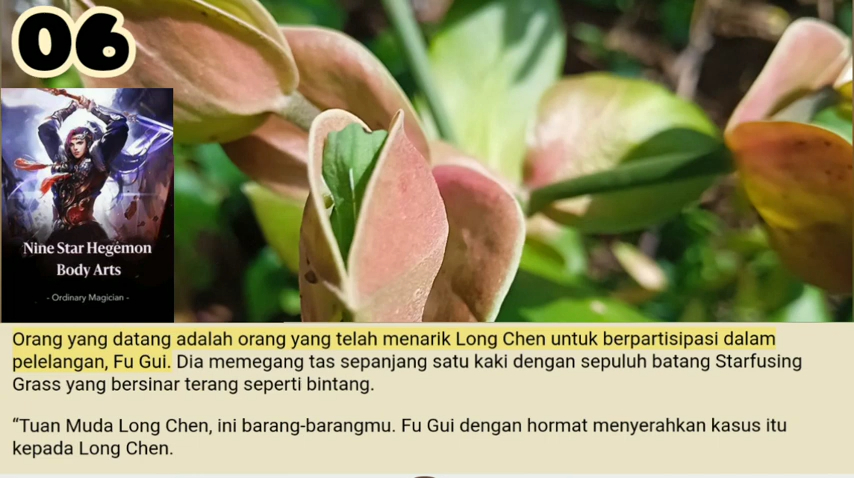 06
Nine Star Hegemon
Body Arts
- Ordinary Magician -
Orang yang datang adalah orang yang telah menarik Long Chen untuk berpartisipasi dalam
pelelangan, Fu Gui. Dia memegang tas sepanjang satu kaki dengan sepuluh batang Starfusing
Grass yang bersinar terang seperti bintang.
“Tuan Muda Long Chen, ini barang-barangmu. Fu Gui dengan hormat menyerahkan kasus itu
kepada Long Chen.